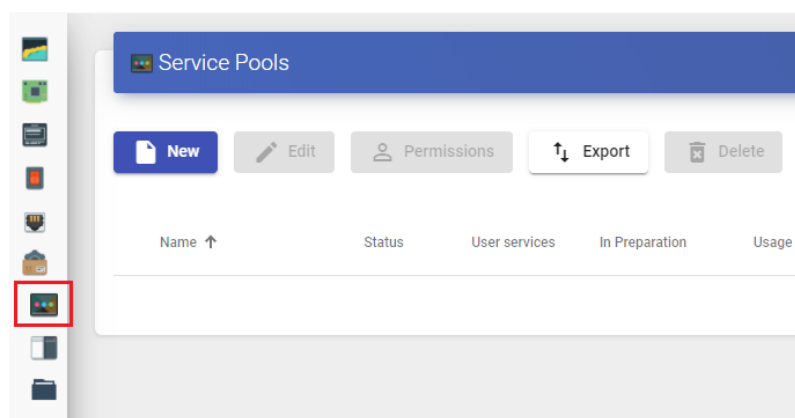 Service Pools
New Edit Permissions Export Delete
Name Status User services In Preparation Usage